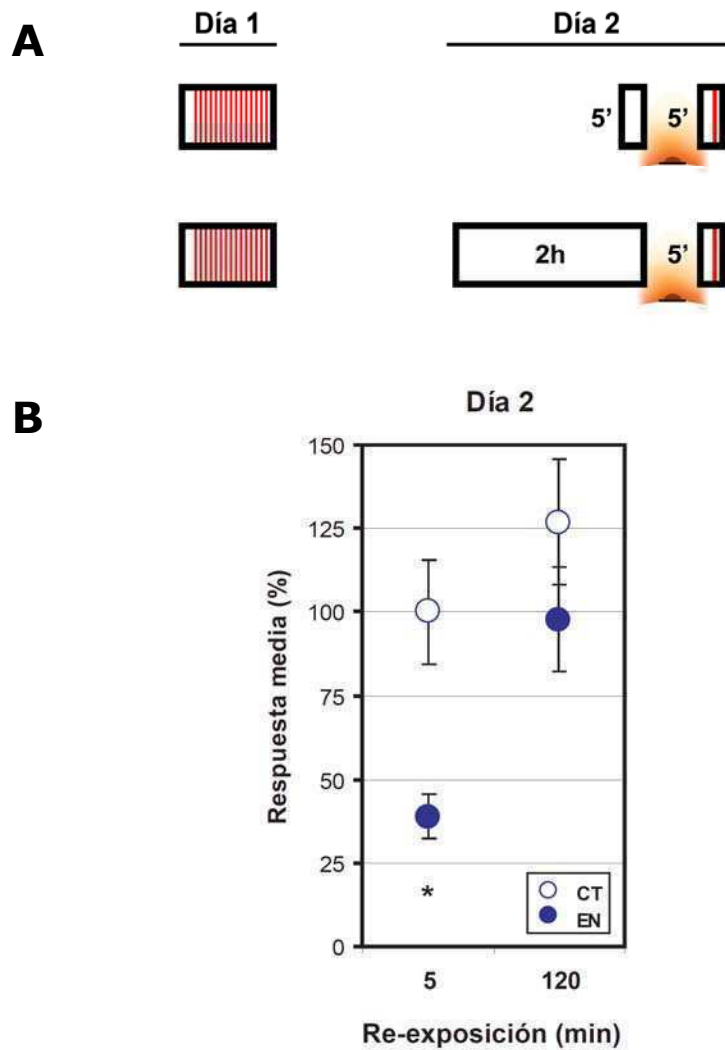 A
Día 1
Día 2
5’
5’
2h
5’
B
Día 2
Respuesta media (%)
150
125
100
75
50
25
0
*
CT
EN
5
120
Re-exposición (min)